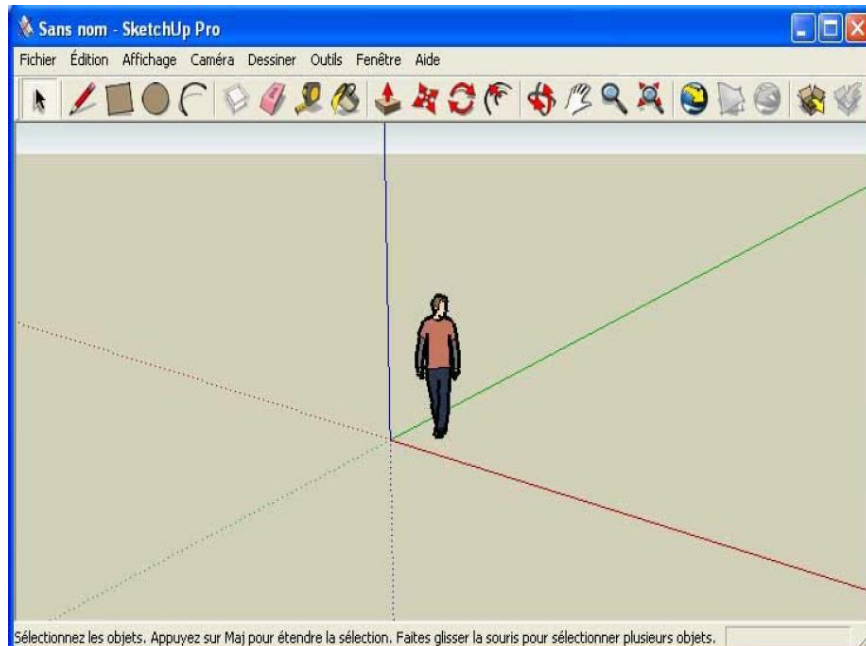 Sans nom - SketchUp Pro
Fichier Édition Affichage Caméra Dessiner Outils Fenêtre Aide
Sélectionnez les objets. Appuyez sur Maj pour étendre la sélection. Faites glisser la souris pour sélectionner plusieurs objets.